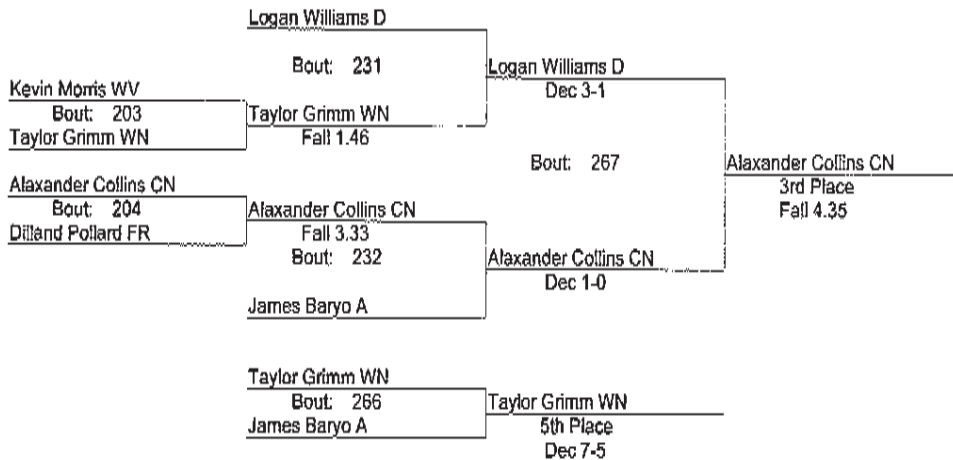 Logan Williams D
Bout: 231
Logan Williams D
Dec 3-1
Kevin Morris WV
Bout: 203
Taylor Grimm WN
Taylor Grimm WN
Fall 1.46
Bout: 267
Alaxander Collins CN
3rd Place
Fall 4.35
Alaxander Collins CN
Bout: 204
Dilland Pollard FR
Alaxander Collins CN
Fall 3.33
Bout: 232
Alaxander Collins CN
Dec 1-0
James Baryo A
Taylor Grimm WN
Bout: 266
James Baryo A
Taylor Grimm WN
5th Place
Dec 7-5